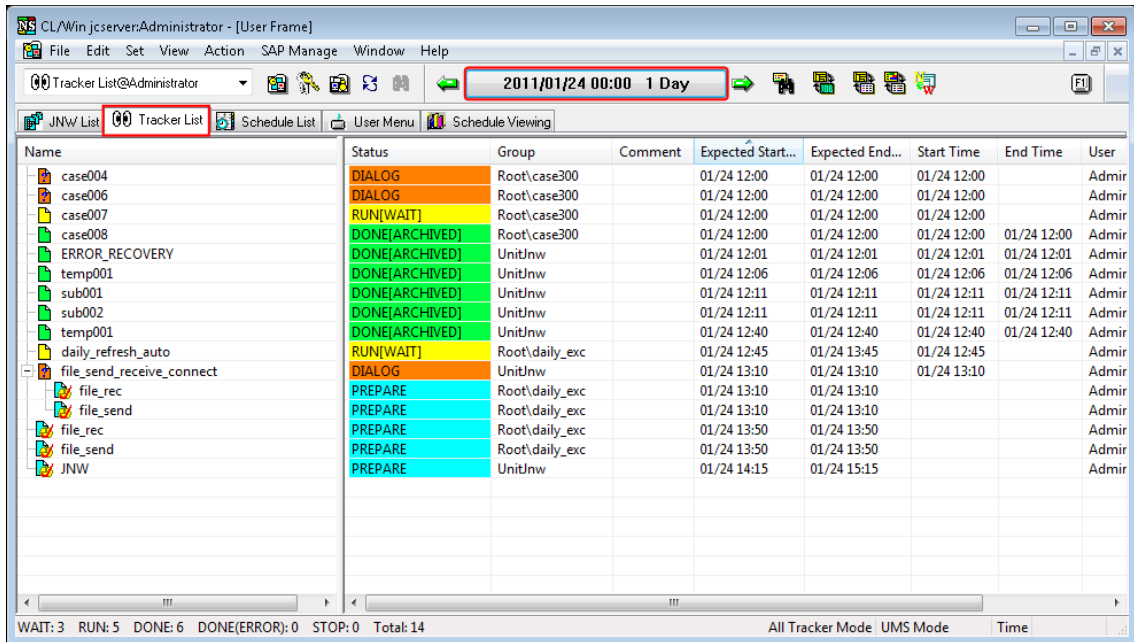 NS CL/Win jcserver:Administrator - [User Frame]
File Edit Set View Action SAP Manage Window Help
Tracker List@Administrator 2011/01/24 00:00 1 Day F1
JNW List Tracker List Schedule List User Menu Schedule Viewing
Name Status Group Comment Expected Start... Expected End... Start Time End Time User
case004 DIALOG Root\case300 01/24 12:00 01/24 12:00 01/24 12:00 Admir
case006 DIALOG Root\case300 01/24 12:00 01/24 12:00 01/24 12:00 Admir
case007 RUN[WAIT] Root\case300 01/24 12:00 01/24 12:00 01/24 12:00 Admir
case008 DONE[ARCHIVED] Root\case300 01/24 12:00 01/24 12:00 01/24 12:00 01/24 12:00 Admir
ERROR_RECOVERY DONE[ARCHIVED] UnitJnw 01/24 12:01 01/24 12:01 01/24 12:01 01/24 12:01 Admir
temp001 DONE[ARCHIVED] UnitJnw 01/24 12:06 01/24 12:06 01/24 12:06 01/24 12:06 Admir
sub001 DONE[ARCHIVED] UnitJnw 01/24 12:11 01/24 12:11 01/24 12:11 01/24 12:11 Admir
sub002 DONE[ARCHIVED] UnitJnw 01/24 12:11 01/24 12:11 01/24 12:11 01/24 12:11 Admir
temp001 DONE[ARCHIVED] UnitJnw 01/24 12:40 01/24 12:40 01/24 12:40 01/24 12:40 Admir
daily_refresh_auto RUN[WAIT] Root\daily_exc 01/24 12:45 01/24 13:45 01/24 12:45 Admir
file_send_receive_connect DIALOG UnitJnw 01/24 13:10 01/24 13:10 01/24 13:10 Admir
file_rec PREPARE Root\daily_exc 01/24 13:10 01/24 13:10 Admir
file_send PREPARE Root\daily_exc 01/24 13:10 01/24 13:10 Admir
file_rec PREPARE Root\daily_exc 01/24 13:50 01/24 13:50 Admir
file_send PREPARE Root\daily_exc 01/24 13:50 01/24 13:50 Admir
JNW PREPARE UnitJnw 01/24 14:15 01/24 15:15 Admir
WAIT: 3 RUN: 5 DONE: 6 DONE(ERROR): 0 STOP: 0 Total: 14 All Tracker Mode UMS Mode Time